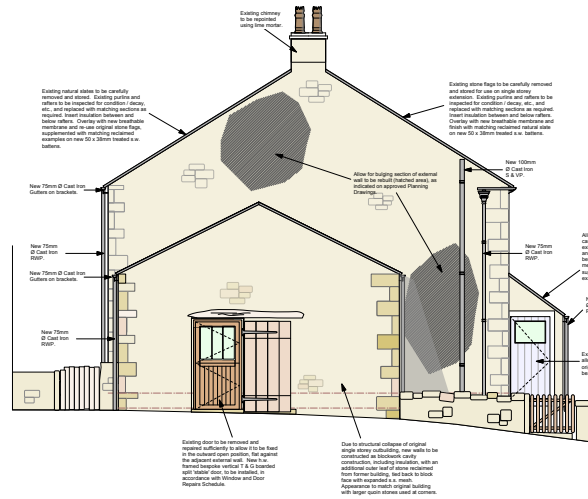 Existing chimney
to be repointed
using lime mortar.
Existing natural slates to be carefully
removed and stored. Existing purlins and
rafters to be inspected for condition / decay,
etc., and replaced with matching sections as
required. Insert insulation between and
below rafters. Overlay with new breathable
membrane and re-use original stone flags,
supplemented with matching reclaimed
examples on new 50 x 38mm treated s.w.
battens.
Existing stone flags to be carefully removed
and stored for use on single storey
extension. Existing purlins and rafters to be
inspected for condition / decay, etc., and
replaced with matching sections as required.
Insert insulation between and below rafters.
Overlay with new breathable membrane and
finish with matching reclaimed natural slate
on new 50 x 38mm treated s.w. battens.
Allow for bulging section of external
wall to be rebuilt (hatched area), as
indicated on approved Planning
Drawings.
New 100mm
Ø Cast Iron
S & VP.
New 75mm Ø Cast Iron
Gutters on brackets.
New 75mm
Ø Cast Iron
RWP.
New 75mm Ø Cast Iron
Gutters on brackets.
New 75mm
Ø Cast Iron
RWP.
New 75mm
Ø Cast Iron
RWP.
Existing door to be removed and
repaired sufficiently to allow it to be fixed
in the outward open position, flat against
the adjacent external wall. New h.w.
framed bespoke vertical T & G boarded
split 'stable' door, to be installed, in
accordance with Window and Door
Repairs Schedule.
Due to structural collapse of original
single storey outbuilding, new walls to be
constructed as blockwork cavity
construction, including insulation, with an
additional outer leaf of stone reclaimed
from former building, tied back to block
face with expanded s.s. mesh.
Appearance to match original building
with larger quoin stones used at corners.